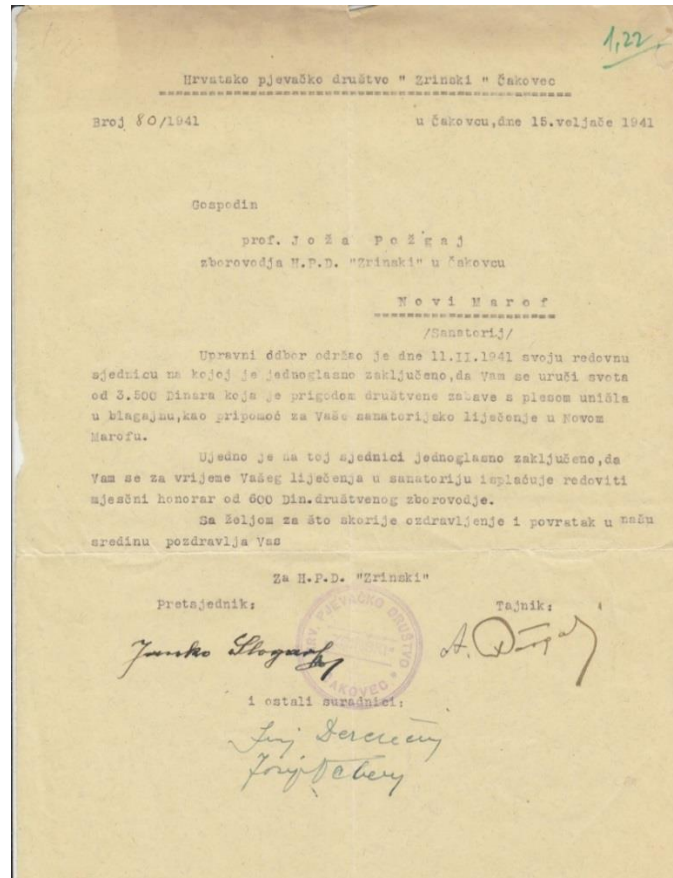 1,22
Hrvatsko pjevačko društvo " Zrinski " Čakovec
Broj 80/1941 u Čakovcu,dne 15.veljače 1941
Gospodin
prof. J o ž a P o ž g a j
zborovodja H.P.D. "Zrinski" u Čakovcu
N o v i M a r o f
/Sanatorij/
Upravni odbor održao je dne 11.II.1941 svoju redovnu
sjednicu na kojoj je jednoglasno zaključeno,da Vam se uruči svota
od 3.500 Dinara koja je prigodom društvene zabave s plesom unišla
u blagajnu,kao pripomoć za Vaše sanatorijsko liječenje u Novom
Marofu.
Ujedno je na toj sjednici jednoglasno zaključeno,da
Vam se za vrijeme Vašeg liječenja u sanatoriju isplaćuje redoviti
mjesčni honorar od 600 Din.društvenog zborovodje.
Sa željom za što skorije ozdravljenje i povratak u našu
sredinu pozdravlja Vas
Za H.P.D. "Zrinski"
Pretsjednik: Tajnik:
HRV. PJEVAČKO DRUŠTVO
ČAKOVEC
Janko Slogar
A.
i ostali suradnici: